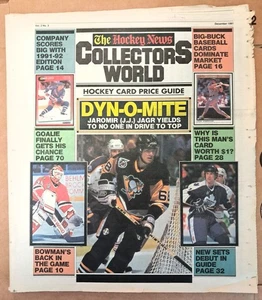 December 1991
The Hockey News
COLLECTORS
WORLD
HOCKEY CARD PRICE GUIDE
COMPANY
SCORES
BIG WITH
1991-92
EDITION
PAGE 14
BIG-BUCK
BASEBALL
CARDS
DOMINATE
MARKET
PAGE 16
DYN-O-MITE
JAROMIR (J.J.) JAGR YIELDS
TO NO ONE IN DRIVE TO TOP
GOALIE
FINALLY
GETS HIS
CHANCE
PAGE 70
WHY IS
THIS MAN'S
CARD
WORTH $1?
PAGE 28
BOWMAN'S
BACK IN
THE GAME
PAGE 10
NEW SETS
DEBUT IN
GUIDE
PAGE 32